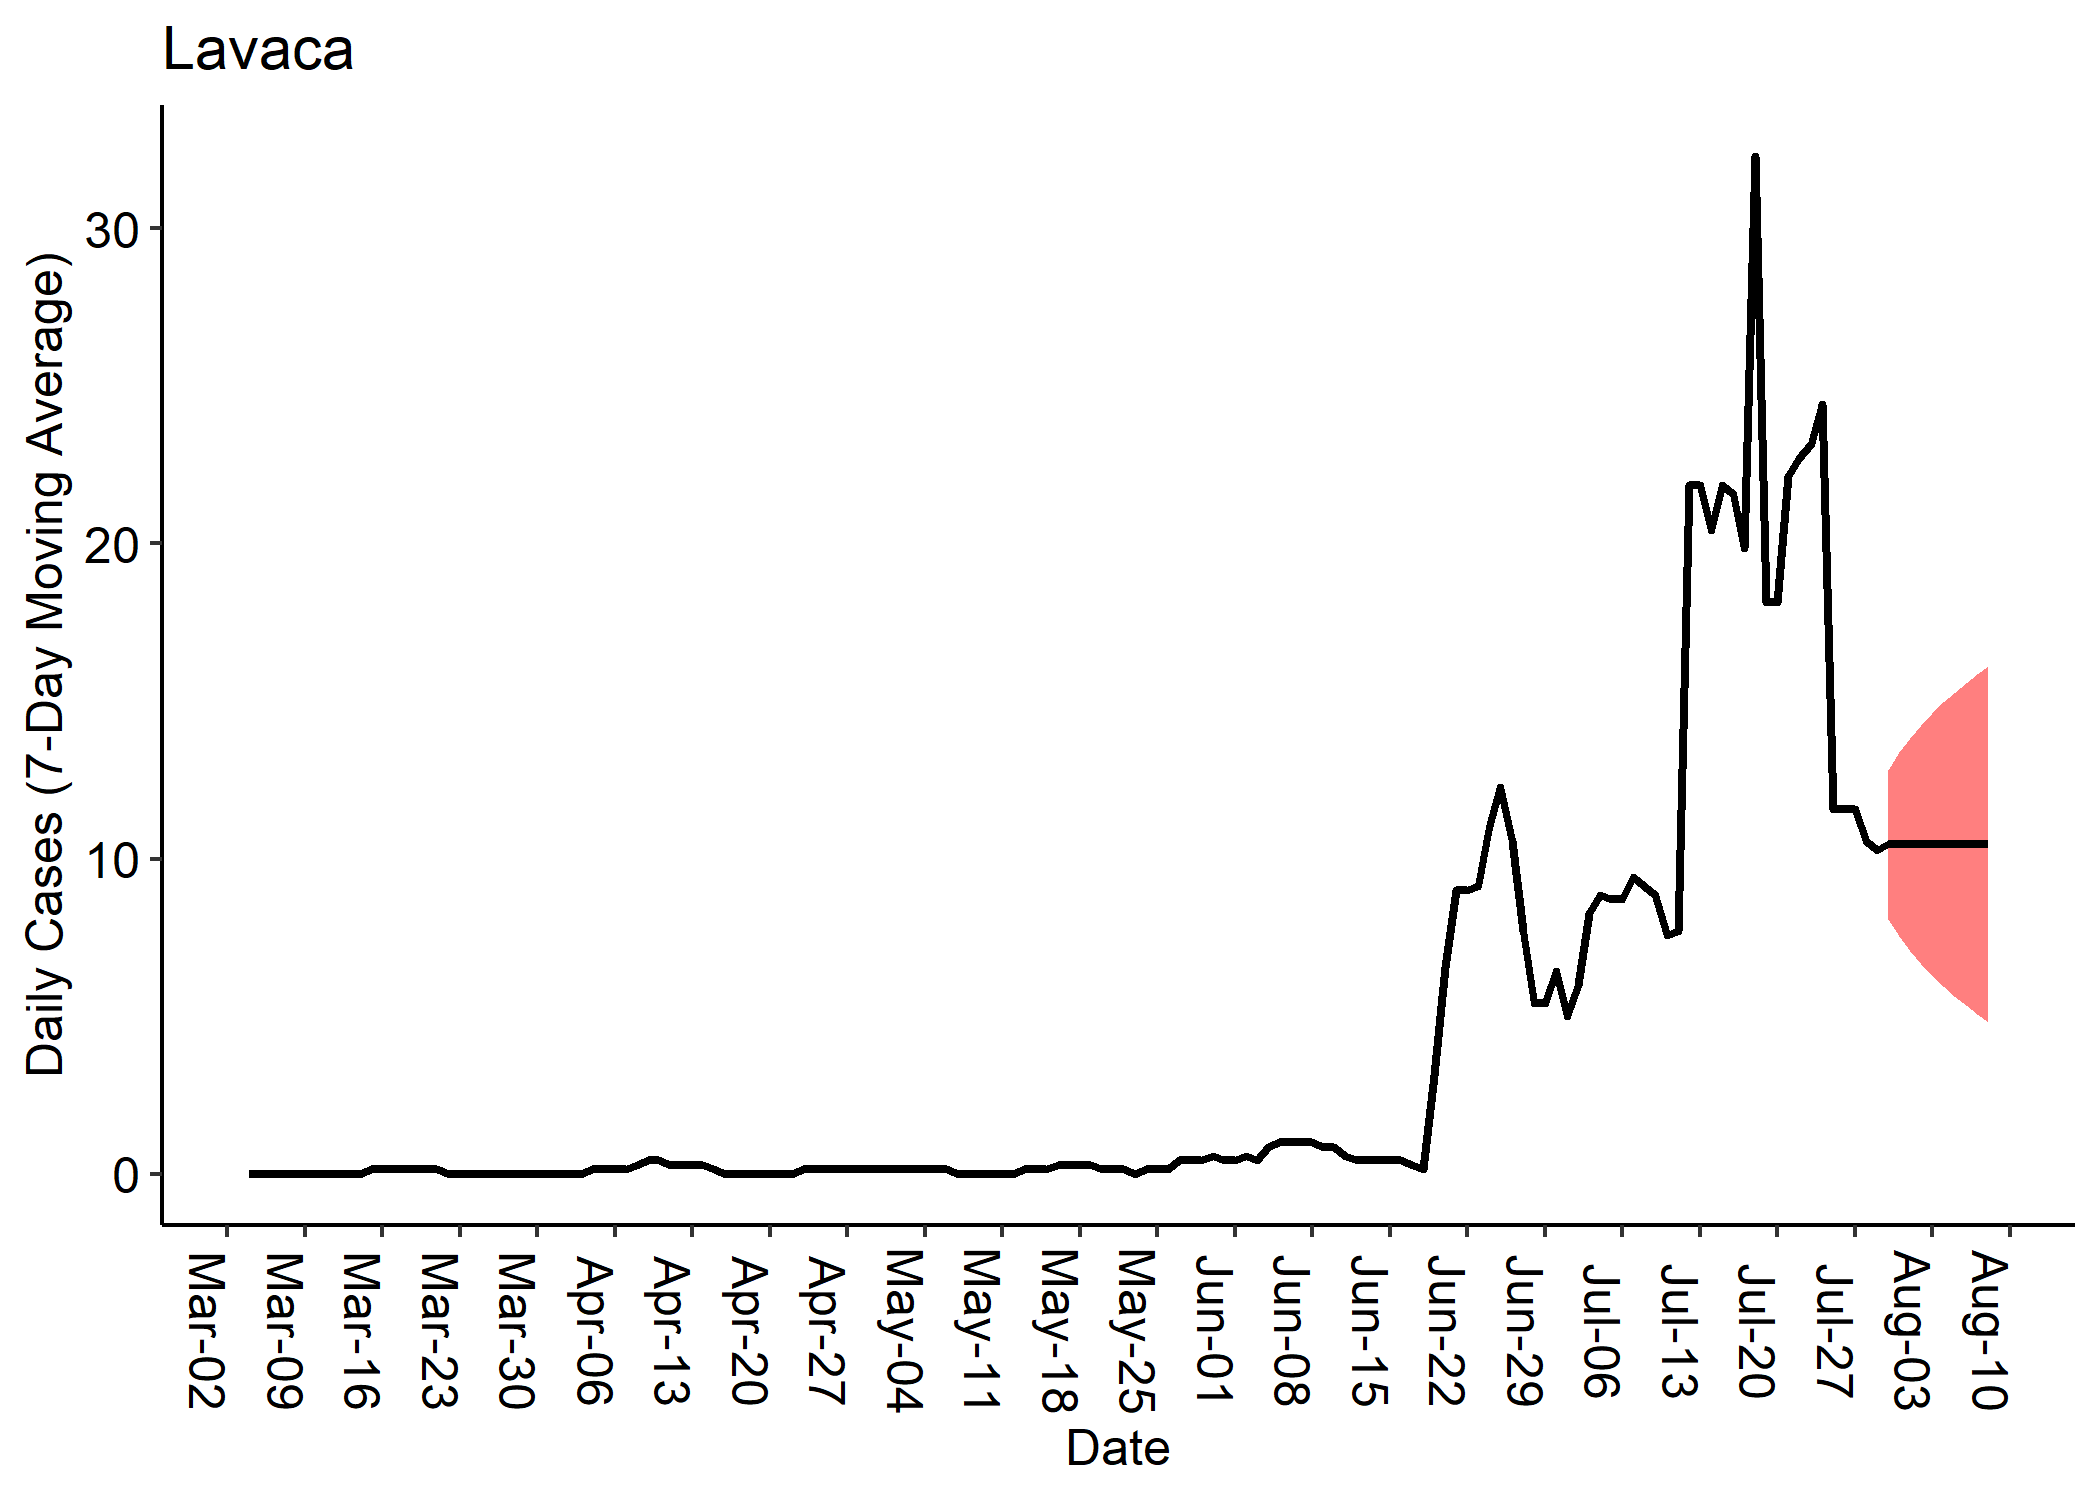 Lavaca
Daily Cases (7-Day Moving Average)
30
20
10
0
Mar-02
Mar-09
Mar-16
Mar-23
Mar-30
Apr-06
Apr-13
Apr-20
Apr-27
May-04
May-11
May-18
May-25
Jun-01
Jun-08
Jun-15
Jun-22
Jun-29
Jul-06
Jul-13
Jul-20
Jul-27
Aug-03
Aug-10
Date